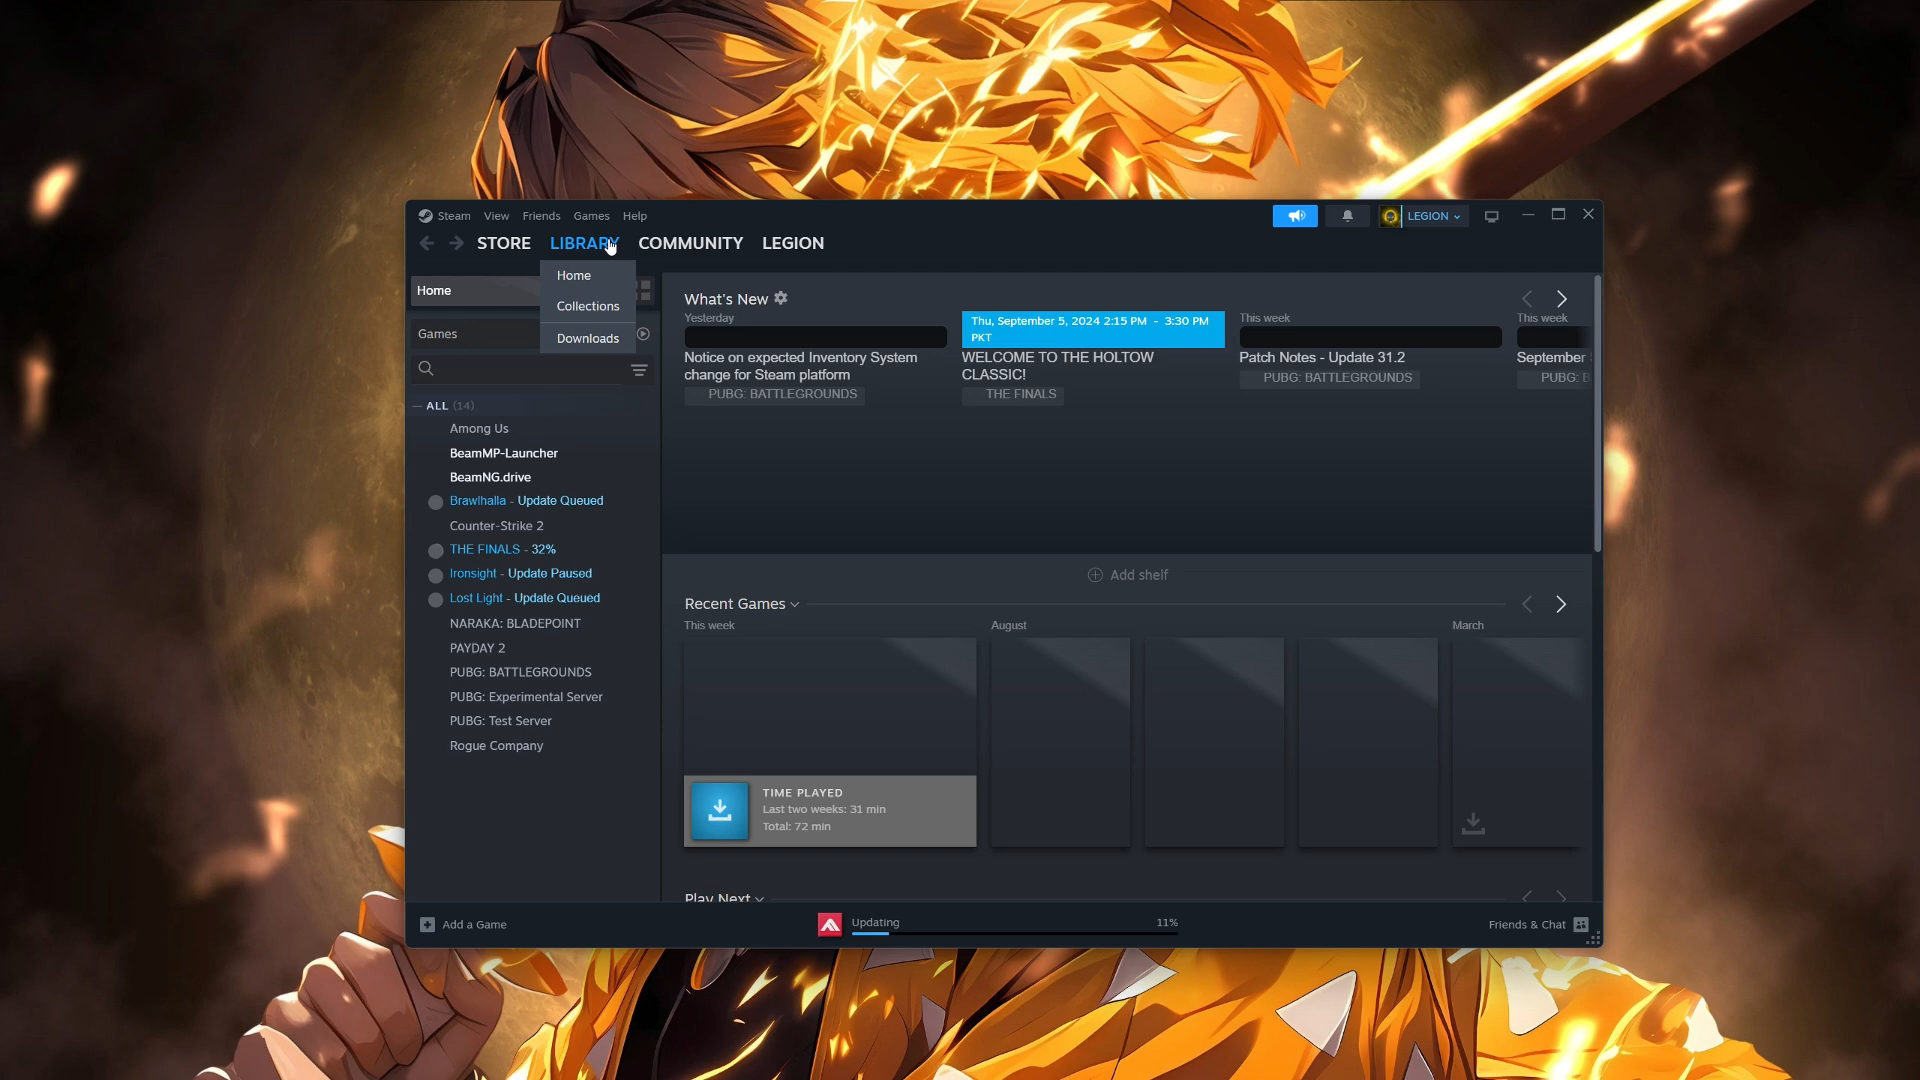 Steam View Friends Games Help
LEGION
STORE LIBRARY COMMUNITY LEGION
Home
Collections
Downloads
Home
Games
ALL (14)
Among Us
BeamMP-Launcher
BeamNG.drive
Brawlhalla - Update Queued
Counter-Strike 2
THE FINALS - 32%
Ironsight - Update Paused
Lost Light - Update Queued
NARAKA: BLADEPOINT
PAYDAY 2
PUBG: BATTLEGROUNDS
PUBG: Experimental Server
PUBG: Test Server
Rogue Company
What's New
Yesterday
Notice on expected Inventory System
change for Steam platform
PUBG: BATTLEGROUNDS
Thu, September 5, 2024 2:15 PM - 3:30 PM
PKT
WELCOME TO THE HOLTOW
CLASSIC!
THE FINALS
This week
Patch Notes - Update 31.2
PUBG: BATTLEGROUNDS
This week
September
PUBG: B
Add shelf
Recent Games
This week
August
March
TIME PLAYED
Last two weeks: 31 min
Total: 72 min
Play Next
Add a Game
Updating
11%
Friends & Chat